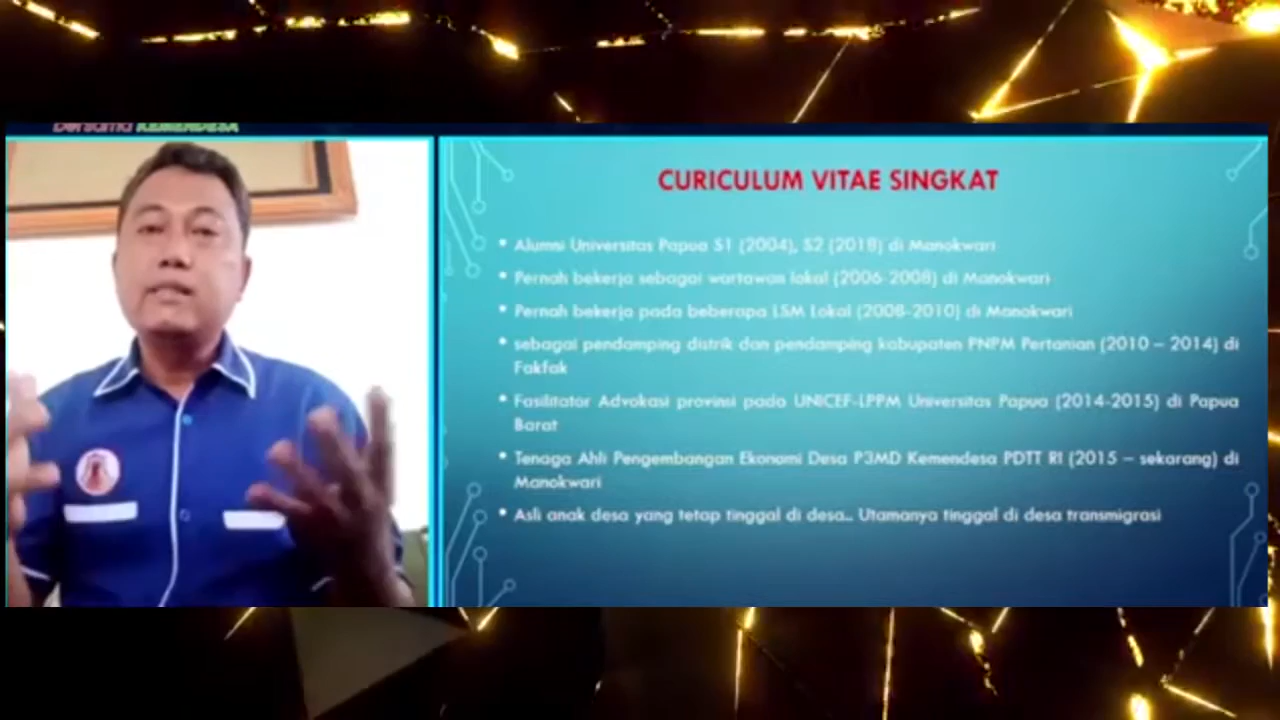 Bersama KEMENDESA
CURICULUM VITAE SINGKAT
• Alumni Universitas Papua S1 (2004), S2 (2018) di Manokwari
• Pernah bekerja sebagai wartawan lokal (2006-2008) di Manokwari
• Pernah bekerja pada beberapa LSM Lokal (2008-2010) di Manokwari
• sebagai pendamping distrik dan pendamping kabupaten PNPM Pertanian (2010 – 2014) di
Fakfak
• Fasilitator Advokasi provinsi pada UNICEF-LPPM Universitas Papua (2014-2015) di Papua
Barat
• Tenaga Ahli Pengembangan Ekonomi Desa P3MD Kemendesa PDTT RI (2015 – sekarang) di
Manokwari
• Asli anak desa yang tetap tinggal di desa... Utamanya tinggal di desa transmigrasi